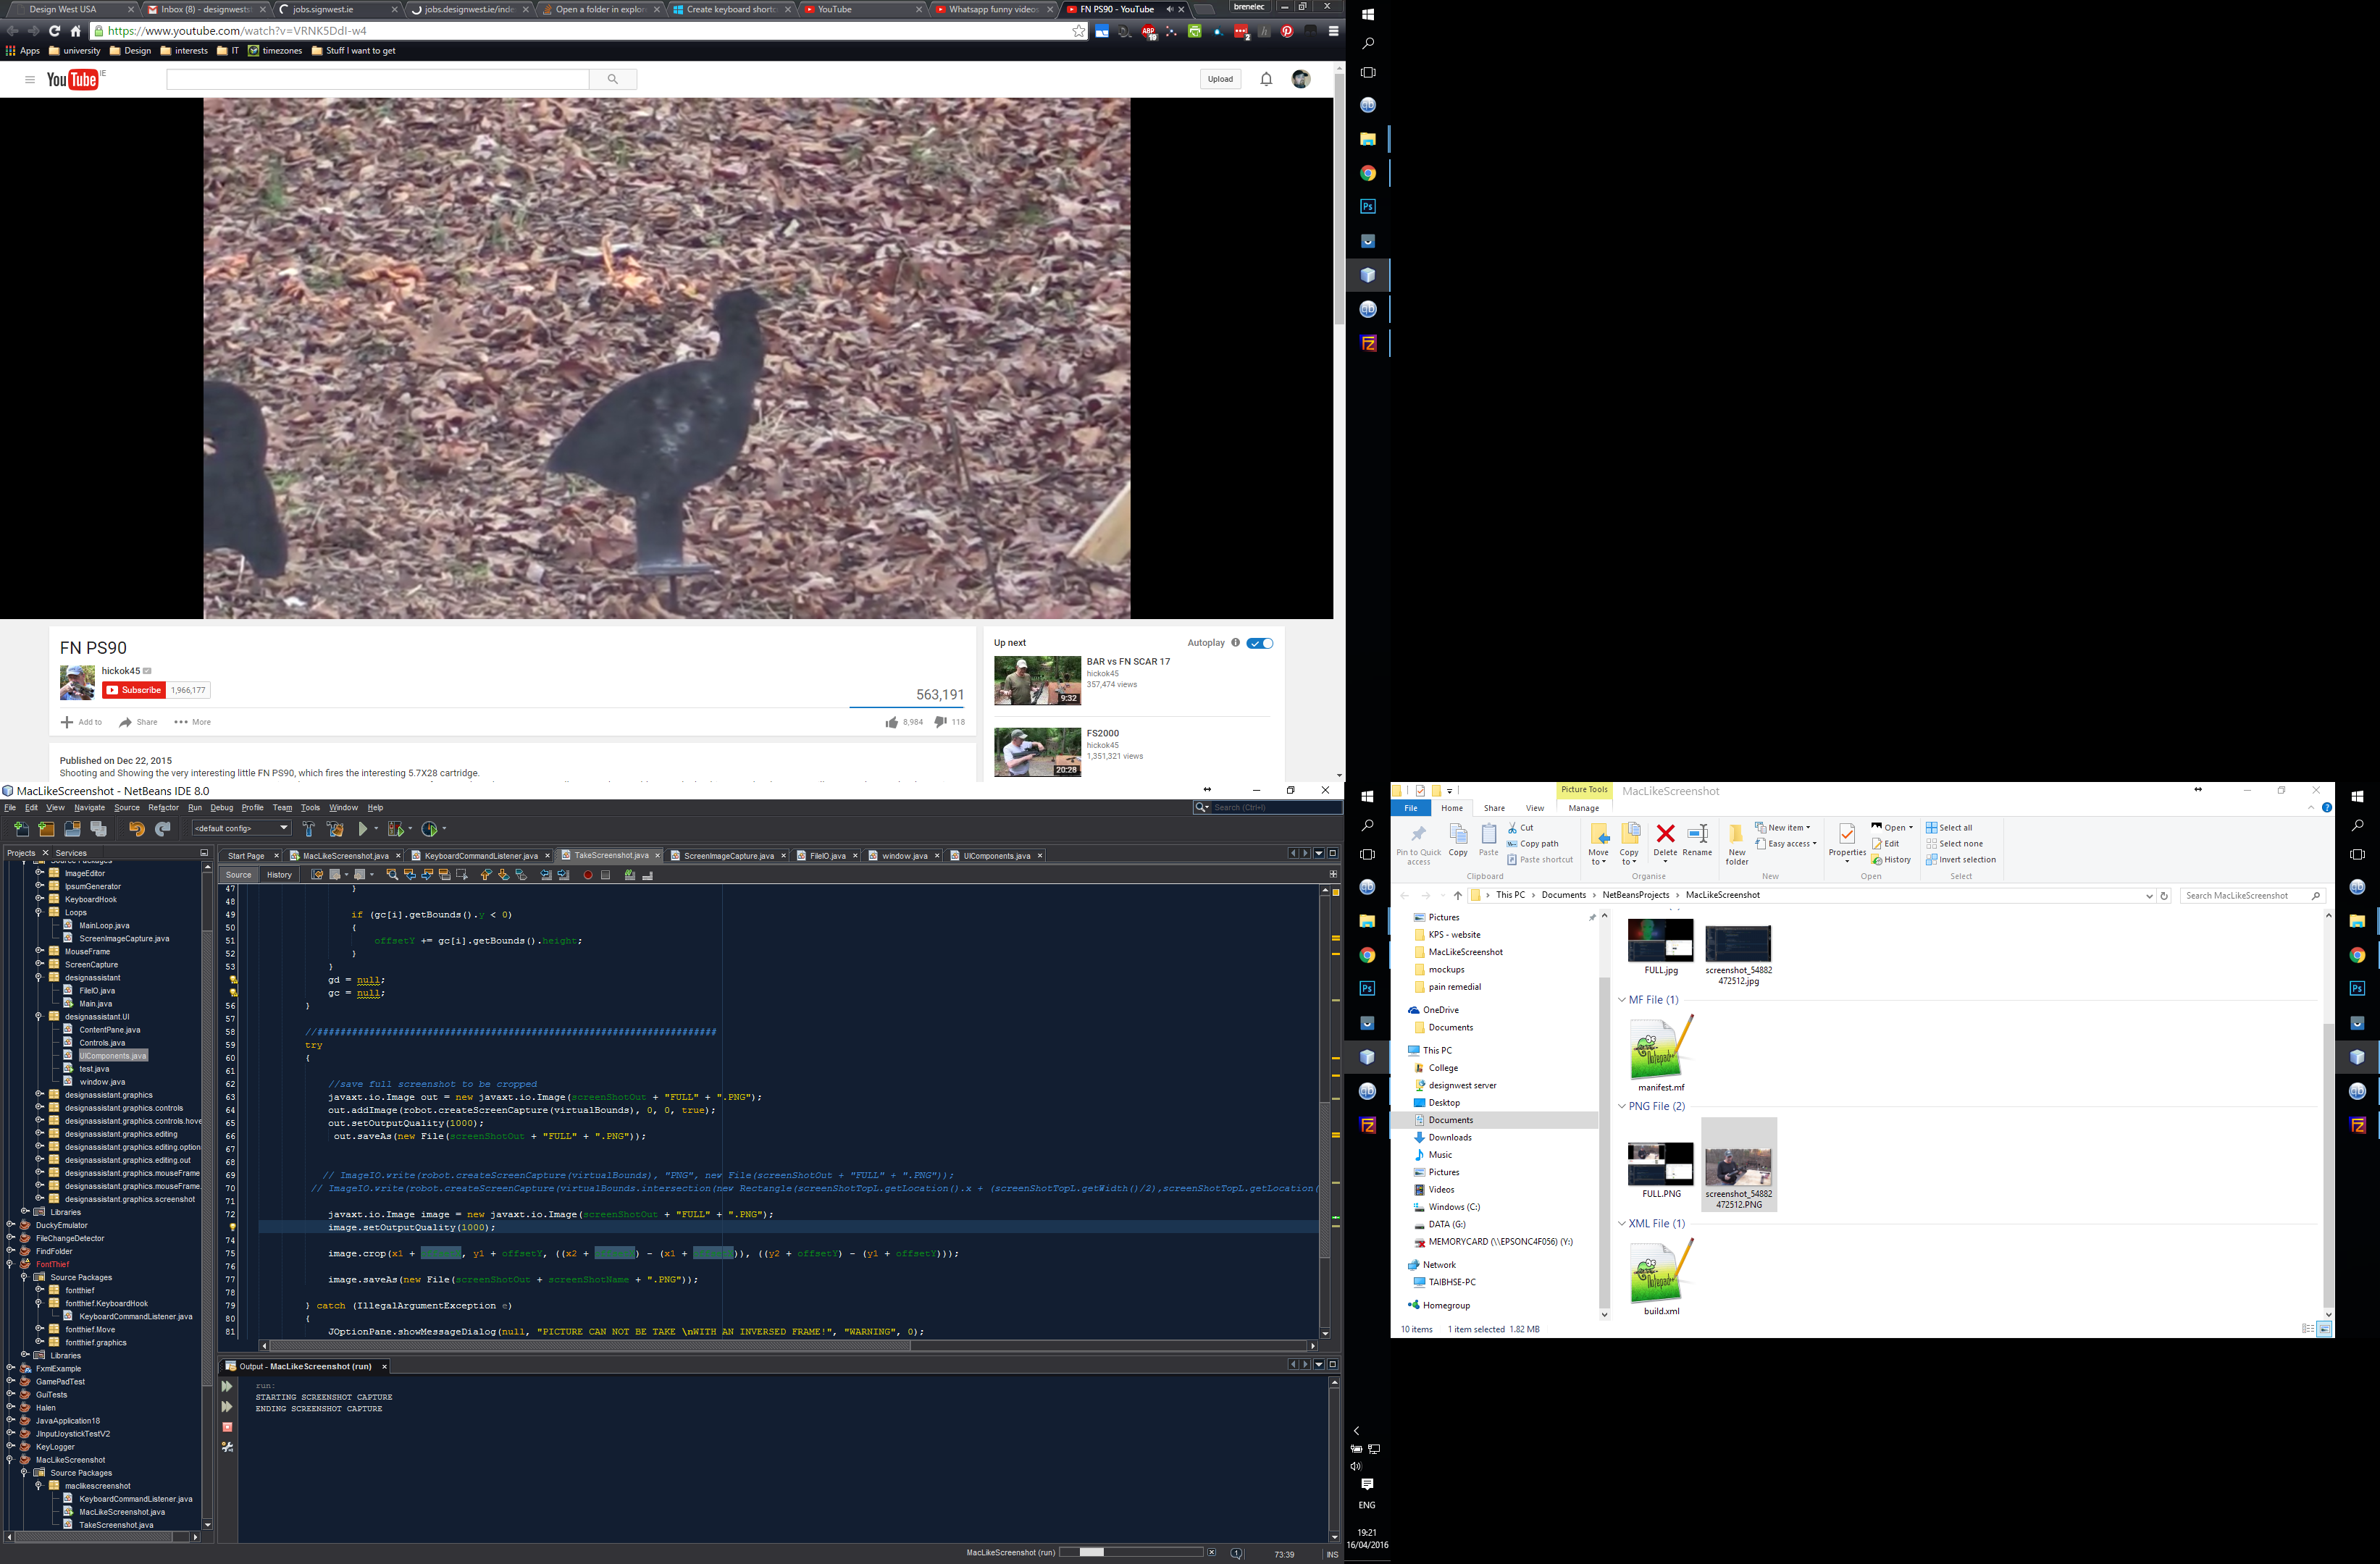 Design West USA
Inbox (8) - designwests
jobs.signwest.ie
jobs.designwest.ie/inde
Open a folder in explor
Create keyboard shortc
YouTube
Whatsapp funny videos
FN PS90 - YouTube
brenelec
https://www.youtube.com/watch?v=VRNK5DdI-w4
Apps university Design interests IT timezones Stuff I want to get
YouTube IE
Upload
FN PS90
hickok45
Subscribe 1,966,177
563,191
Add to Share More
8,984 118
Published on Dec 22, 2015
Shooting and Showing the very interesting little FN PS90, which fires the interesting 5.7X28 cartridge.
Up next
Autoplay
BAR vs FN SCAR 17
hickok45
357,474 views
9:32
FS2000
hickok45
1,351,321 views
20:28
MacLikeScreenshot - NetBeans IDE 8.0
File Edit View Navigate Source Refactor Run Debug Profile Team Tools Window Help
Search (Ctrl+I)
<default config>
Projects Services
Source Packages
ImageEditor
IpsumGenerator
KeyboardHook
Loops
MainLoop.java
ScreenImageCapture.java
MouseFrame
ScreenCapture
designassistant
FileIO.java
Main.java
designassistant.UI
ContentPane.java
Controls.java
UIComponents.java
test.java
window.java
designassistant.graphics
designassistant.graphics.controls
designassistant.graphics.controls.hove
designassistant.graphics.editing
designassistant.graphics.editing.option
designassistant.graphics.editing.out
designassistant.graphics.mouseFrame
designassistant.graphics.mouseFrame.
designassistant.graphics.screenshot
Libraries
DuckyEmulator
FileChangeDetector
FindFolder
FontThief
Source Packages
fontthief
fontthief.KeyboardHook
KeyboardCommandListener.java
fontthief.Move
fontthief.graphics
Libraries
FxmlExample
GamePadTest
GuiTests
Halen
JavaApplication18
JInputJoystickTestV2
KeyLogger
MacLikeScreenshot
Source Packages
maclikescreenshot
KeyboardCommandListener.java
MacLikeScreenshot.java
TakeScreenshot.java
Start Page MacLikeScreenshot.java KeyboardCommandListener.java TakeScreenshot.java ScreenImageCapture.java FileIO.java window.java UIComponents.java
Source History
47 }
48
49 if (gc[i].getBounds().y < 0)
50 {
51 offsetY += gc[i].getBounds().height;
52 }
53 }
gd = null;
gc = null;
56 }
57
58 //#####################################################################
59 try
60 {
61
62 //save full screenshot to be cropped
63 javaxt.io.Image out = new javaxt.io.Image(screenShotOut + "FULL" + ".PNG");
64 out.addImage(robot.createScreenCapture(virtualBounds), 0, 0, true);
65 out.setOutputQuality(1000);
66 out.saveAs(new File(screenShotOut + "FULL" + ".PNG"));
67
68
69 // ImageIO.write(robot.createScreenCapture(virtualBounds), "PNG", new File(screenShotOut + "FULL" + ".PNG"));
70 // ImageIO.write(robot.createScreenCapture(virtualBounds.intersection(new Rectangle(screenShotTopL.getLocation().x + (screenShotTopL.getWidth()/2),screenShotTopL.getLocation(
71
72 javaxt.io.Image image = new javaxt.io.Image(screenShotOut + "FULL" + ".PNG");
image.setOutputQuality(1000);
74
75 image.crop(x1 + , y1 + offsetY, ((x2 + ) - (x1 + )), ((y2 + offsetY) - (y1 + offsetY)));
76
77 image.saveAs(new File(screenShotOut + screenShotName + ".PNG"));
78
79 } catch (IllegalArgumentException e)
80 {
81 JOptionPane.showMessageDialog(null, "PICTURE CAN NOT BE TAKE \nWITH AN INVERSED FRAME!", "WARNING", 0);
Output - MacLikeScreenshot (run)
run:
STARTING SCREENSHOT CAPTURE
ENDING SCREENSHOT CAPTURE
MacLikeScreenshot (run)
73:39 INS
ENG
19:21
16/04/2016
Picture Tools
MacLikeScreenshot
File Home Share View Manage
Pin to Quick access
Copy
Paste
Cut
Copy path
Paste shortcut
Clipboard
Move to
Copy to
Delete
Rename
Organise
New folder
New item
Easy access
New
Properties
Open
Edit
History
Open
Select all
Select none
Invert selection
Select
This PC Documents NetBeansProjects MacLikeScreenshot
Search MacLikeScreenshot
Pictures
KPS - website
MacLikeScreenshot
mockups
pain remedial
OneDrive
Documents
This PC
College
designwest server
Desktop
Documents
Downloads
Music
Pictures
Videos
Windows (C:)
DATA (G:)
MEMORYCARD (\\EPSONC4F056) (Y:)
Network
TAIBHSE-PC
Homegroup
FULL.jpg
screenshot_54882
472512.jpg
MF File (1)
manifest.mf
PNG File (2)
FULL.PNG
screenshot_54882
472512.PNG
XML File (1)
build.xml
10 items 1 item selected 1.82 MB